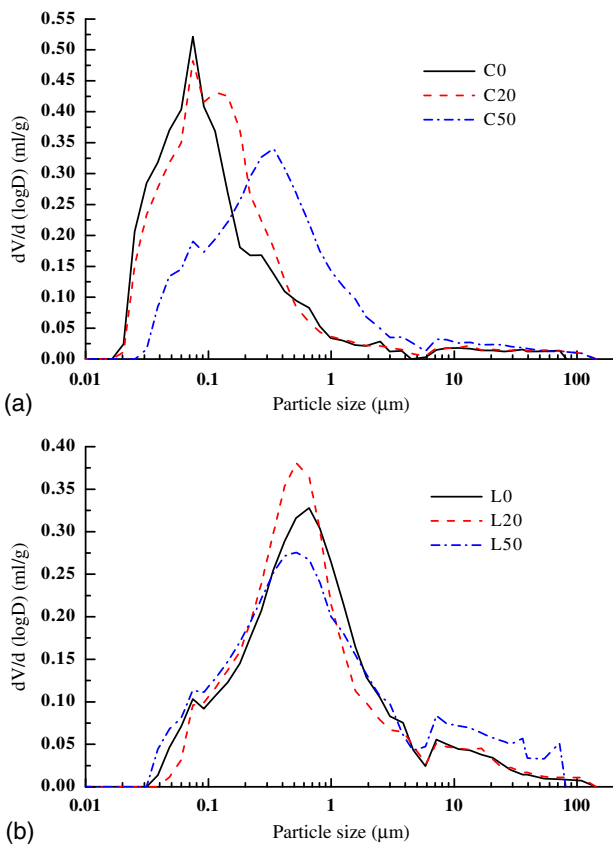 0.55
0.50
0.45
0.40
0.35
0.30
0.25
0.20
0.15
0.10
0.05
0.00
dV/d (logD) (ml/g)
C0
C20
C50
0.01 0.1 1 10 100
Particle size (μm)
(a)
0.40
0.35
0.30
0.25
0.20
0.15
0.10
0.05
0.00
dV/d (logD) (ml/g)
L0
L20
L50
0.01 0.1 1 10 100
Particle size (μm)
(b)